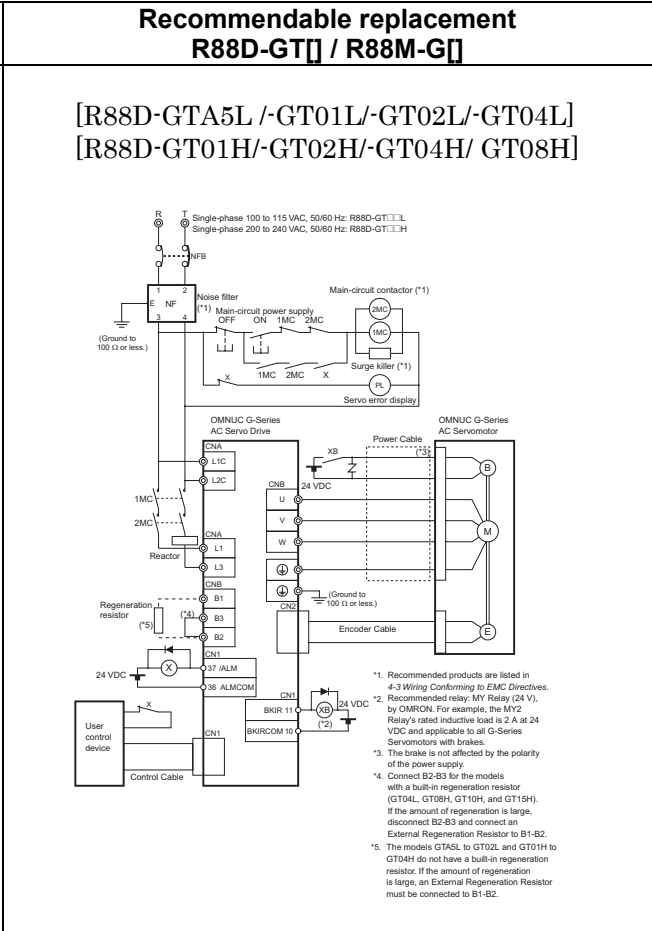 Recommendable replacement
R88D-GT[] / R88M-G[]
[R88D-GTA5L /-GT01L/-GT02L/-GT04L]
[R88D-GT01H/-GT02H/-GT04H/ GT08H]
R T
Single-phase 100 to 115 VAC, 50/60 Hz: R88D-GT□□L
Single-phase 200 to 240 VAC, 50/60 Hz: R88D-GT□□H
NFB
1 2
E NF
3 4
Noise filter
(*1)
(Ground to
100 Ω or less.)
Main-circuit power supply
OFF ON 1MC 2MC
Main-circuit contactor (*1)
2MC
1MC
Surge killer (*1)
1MC 2MC X
X
PL
Servo error display
OMNUC G-Series
AC Servo Drive
OMNUC G-Series
AC Servomotor
CNA
L1C
L2C
1MC
2MC
Reactor
CNA
L1
L3
CNB
B1
B3
B2
Regeneration
resistor
(*5)
(*4)
CN1
37 /ALM
36 ALMCOM
24 VDC
X
X
User
control
device
Control Cable
CN1
XB
24 VDC
Power Cable
(*3)
CNB
U
V
W
B
M
E
(Ground to
100 Ω or less.)
CN2
Encoder Cable
CN1
BKIR 11
BKIRCOM 10
XB
(*2)
24 VDC
*1. Recommended products are listed in
4-3 Wiring Conforming to EMC Directives.
*2. Recommended relay: MY Relay (24 V),
by OMRON. For example, the MY2
Relay's rated inductive load is 2 A at 24
VDC and applicable to all G-Series
Servomotors with brakes.
*3. The brake is not affected by the polarity
of the power supply.
*4. Connect B2-B3 for the models
with a built-in regeneration resistor
(GT04L, GT08H, GT10H, and GT15H).
If the amount of regeneration is large,
disconnect B2-B3 and connect an
External Regeneration Resistor to B1-B2.
*5. The models GTA5L to GT02L and GT01H to
GT04H do not have a built-in regeneration
resistor. If the amount of regeneration
is large, an External Regeneration Resistor
must be connected to B1-B2.